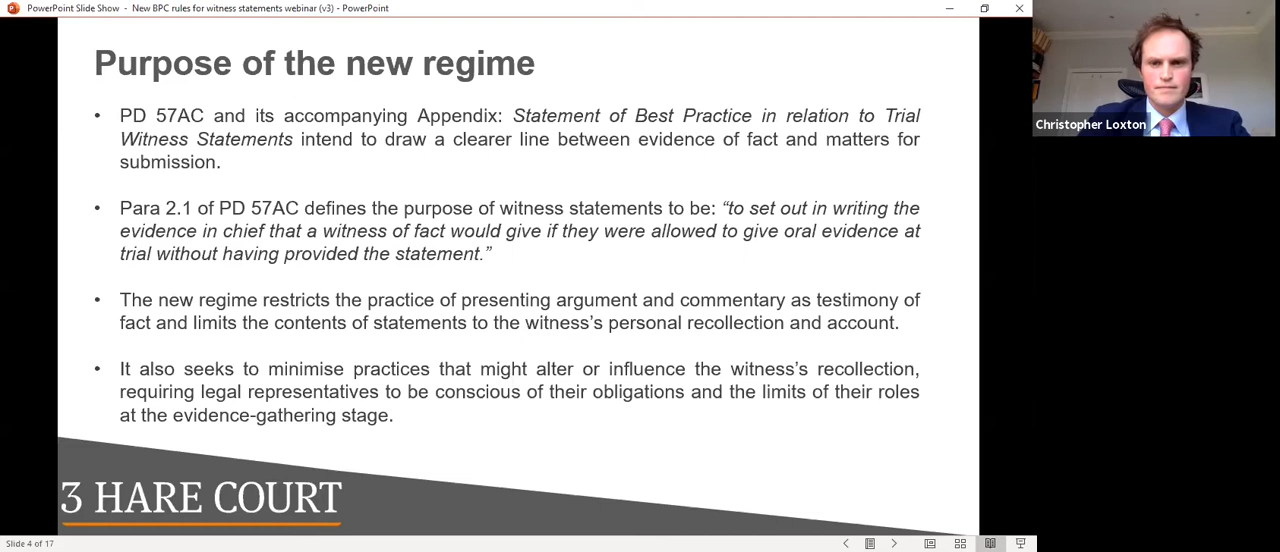 PowerPoint Slide Show - New BPC rules for witness statements webinar (v3) - PowerPoint
Purpose of the new regime
• PD 57AC and its accompanying Appendix: Statement of Best Practice in relation to Trial
Witness Statements intend to draw a clearer line between evidence of fact and matters for
submission.
• Para 2.1 of PD 57AC defines the purpose of witness statements to be: “to set out in writing the
evidence in chief that a witness of fact would give if they were allowed to give oral evidence at
trial without having provided the statement.”
• The new regime restricts the practice of presenting argument and commentary as testimony of
fact and limits the contents of statements to the witness’s personal recollection and account.
• It also seeks to minimise practices that might alter or influence the witness’s recollection,
requiring legal representatives to be conscious of their obligations and the limits of their roles
at the evidence-gathering stage.
3 HARE COURT
Slide 4 of 17
Christopher Loxton